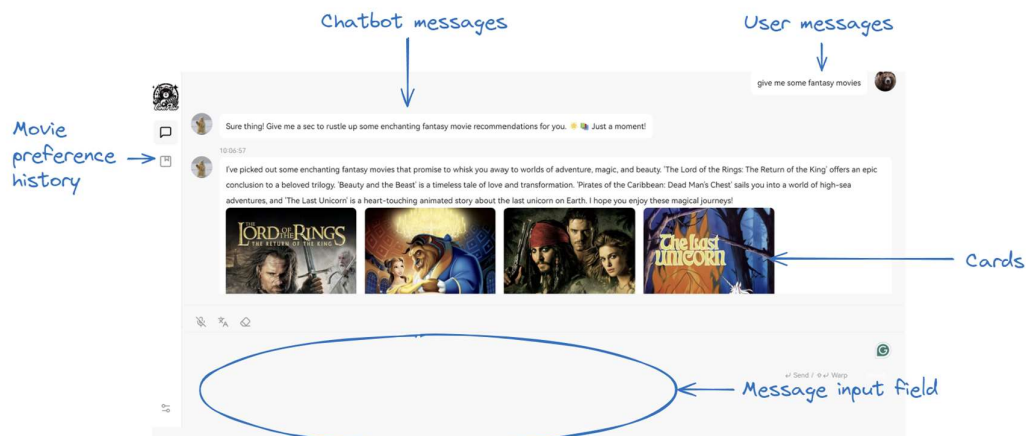 Chatbot messages
User messages
give me some fantasy movies
Sure thing! Give me a sec to rustle up some enchanting fantasy movie recommendations for you. Just a moment!
Movie
preference
history
10:06:57
I've picked out some enchanting fantasy movies that promise to whisk you away to worlds of adventure, magic, and beauty. 'The Lord of the Rings: The Return of the King' offers an epic
conclusion to a beloved trilogy. 'Beauty and the Beast' is a timeless tale of love and transformation. 'Pirates of the Caribbean: Dead Man's Chest' sails you into a world of high-sea
adventures, and 'The Last Unicorn' is a heart-touching animated story about the last unicorn on Earth. I hope you enjoy these magical journeys!
THE
LORD OF THE RINGS
THE RETURN OF THE KING
The Last
UNICORN
Cards
↵ Send / ⇧ ↵ Warp
Message input field